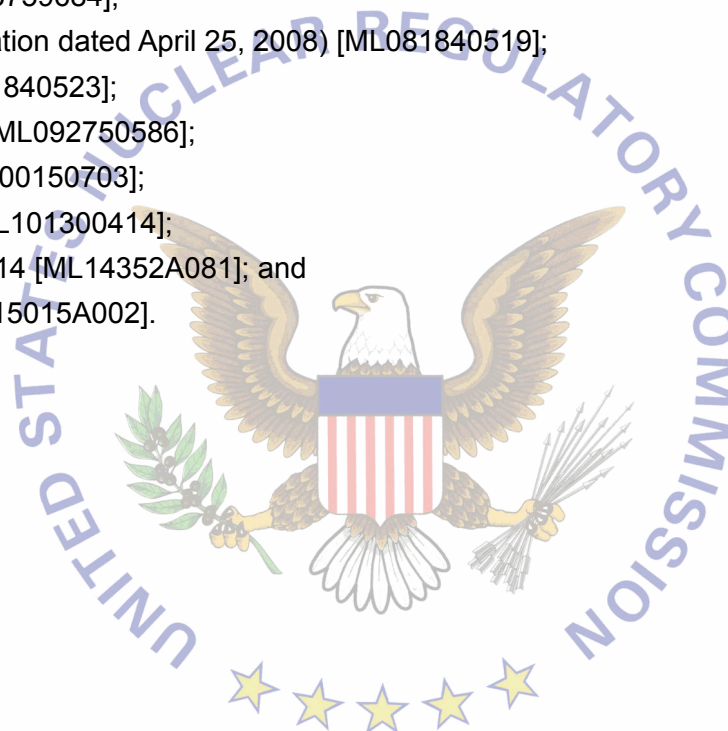 ation dated April 25, 2008) [ML081840519];
840523];
ML092750586];
00150703];
L101300414];
14 [ML14352A081]; and
15015A002].
UNITED STATES NUCLEAR REGULATORY COMMISSION